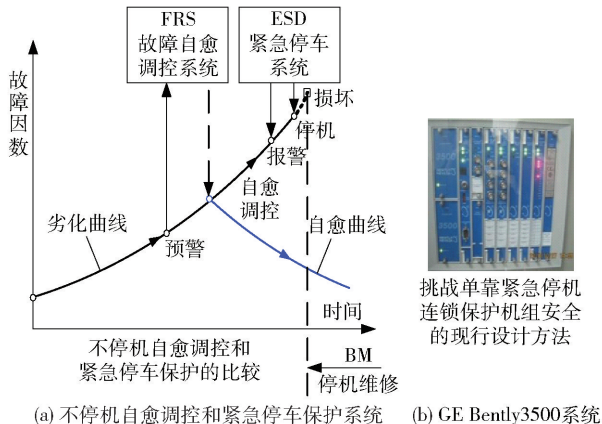 FRS
故障自愈
调控系统
ESD
紧急停车
系统
故障因数
损坏
停机
报警
自愈
调控
劣化曲线
预警
自愈曲线
时间
不停机自愈调控和
紧急停车保护的比较
BM
停机维修
(a) 不停机自愈调控和紧急停车保护系统
3500
挑战单靠紧急停机
连锁保护机组安全
的现行设计方法
(b) GE Bently3500系统